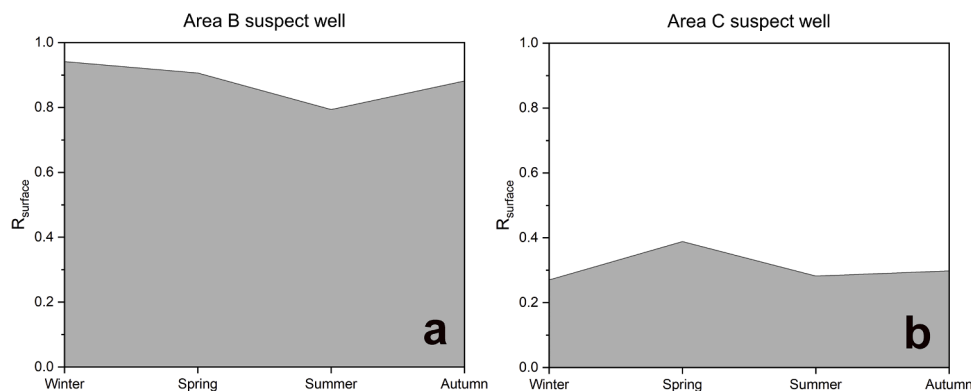 Area B suspect well
1.0
0.8
0.6
0.4
0.2
0.0
R_surface
Winter
Spring
Summer
Autumn
a
Area C suspect well
1.0
0.8
0.6
0.4
0.2
0.0
R_surface
Winter
Spring
Summer
Autumn
b